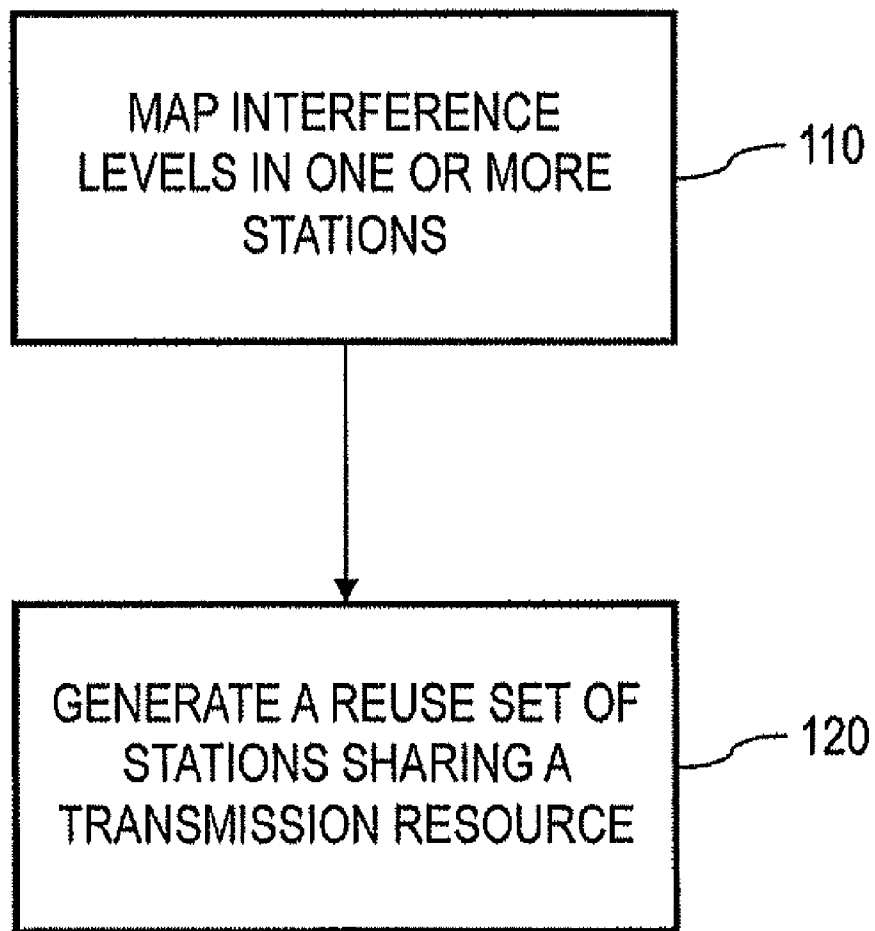 MAP INTERFERENCE
LEVELS IN ONE OR MORE
STATIONS
110
GENERATE A REUSE SET OF
STATIONS SHARING A
TRANSMISSION RESOURCE
120